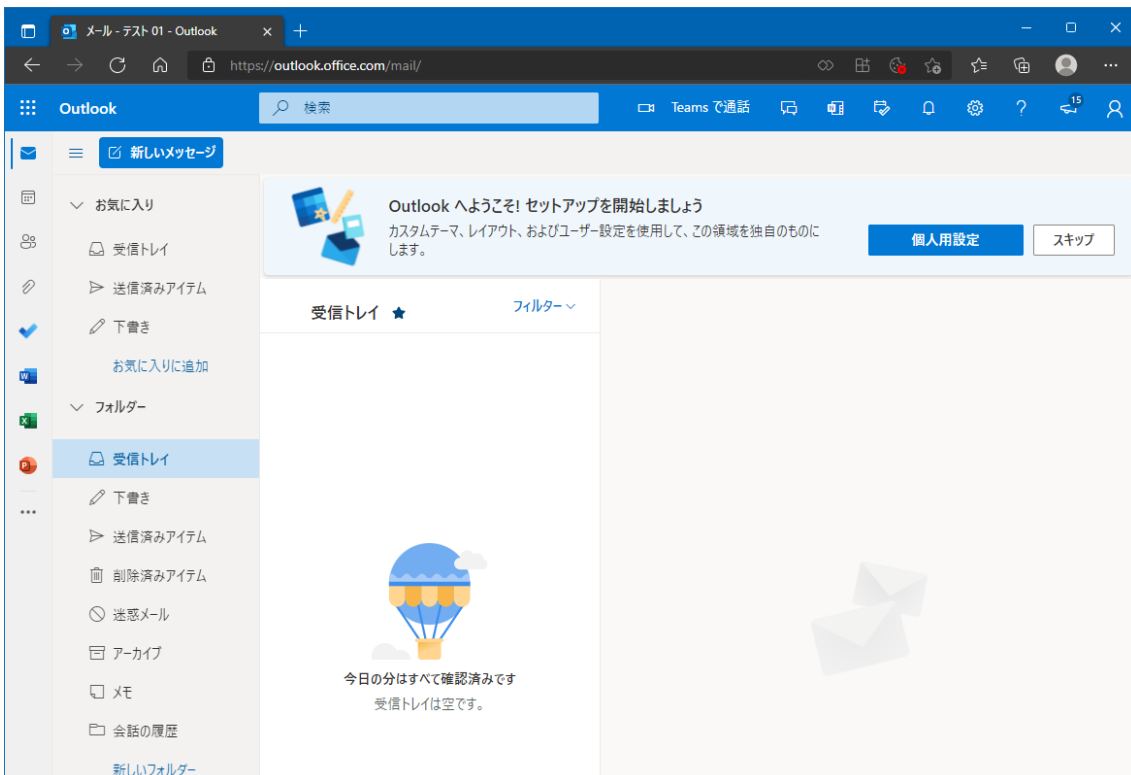 メール - テスト 01 - Outlook
https://outlook.office.com/mail/
Outlook
検索
Teams で通話
15
新しいメッセージ
お気に入り
受信トレイ
送信済みアイテム
下書き
お気に入りに追加
フォルダー
受信トレイ
下書き
送信済みアイテム
削除済みアイテム
迷惑メール
アーカイブ
メモ
会話の履歴
新しいフォルダー
Outlook へようこそ! セットアップを開始しましょう
カスタムテーマ、レイアウト、およびユーザー設定を使用して、この領域を独自のものに
します。
個人用設定
スキップ
受信トレイ
フィルター
今日の分はすべて確認済みです
受信トレイは空です。